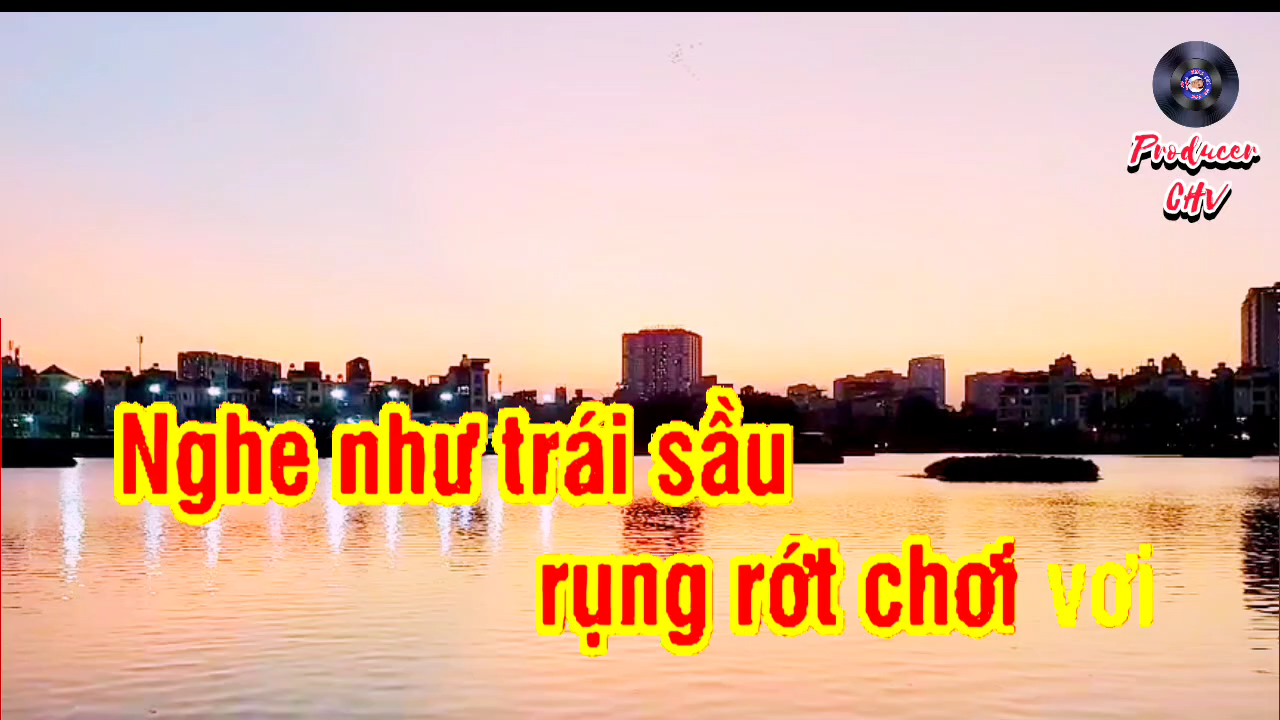 Producer
CHV
Nghe như trái sầu
rụng rớt chơi vơi